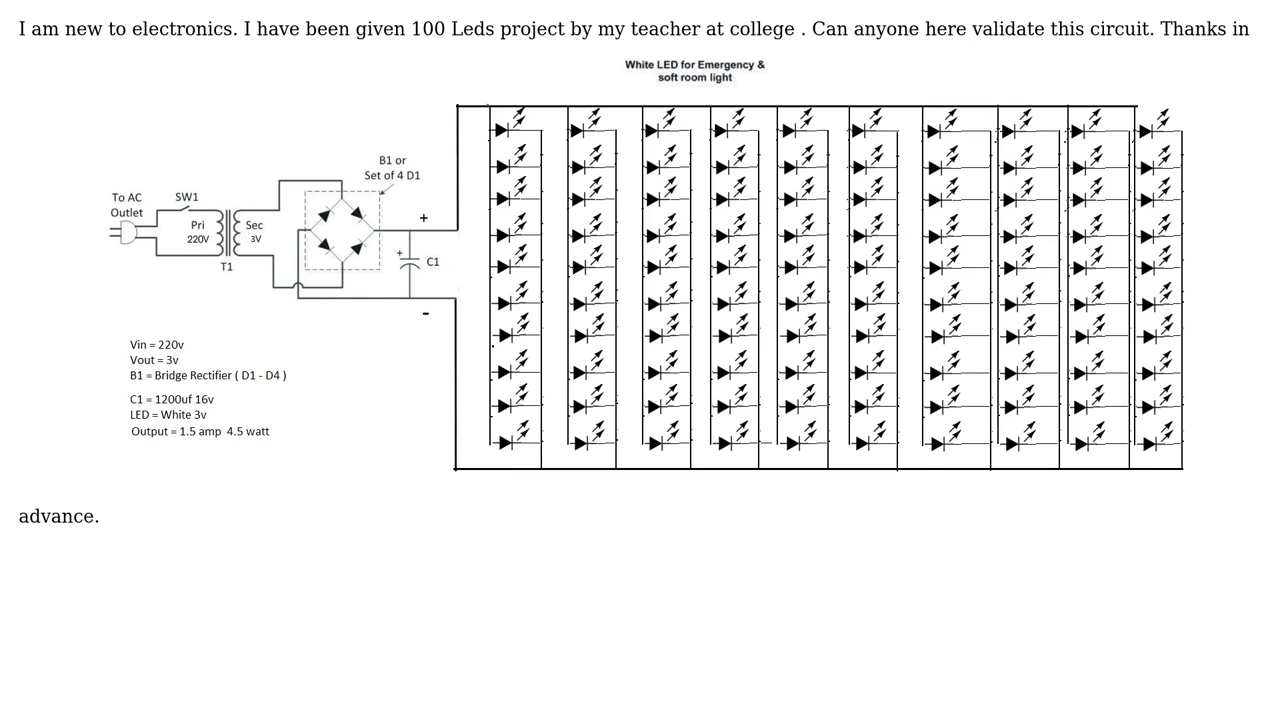 I am new to electronics. I have been given 100 Leds project by my teacher at college . Can anyone here validate this circuit. Thanks in
White LED for Emergency &
soft room light
B1 or
Set of 4 D1
To AC
Outlet
SW1
Pri
220V
Sec
3V
T1
+
+
C1
-
Vin = 220v
Vout = 3v
B1 = Bridge Rectifier ( D1 - D4 )
C1 = 1200uf 16v
LED = White 3v
Output = 1.5 amp 4.5 watt
advance.